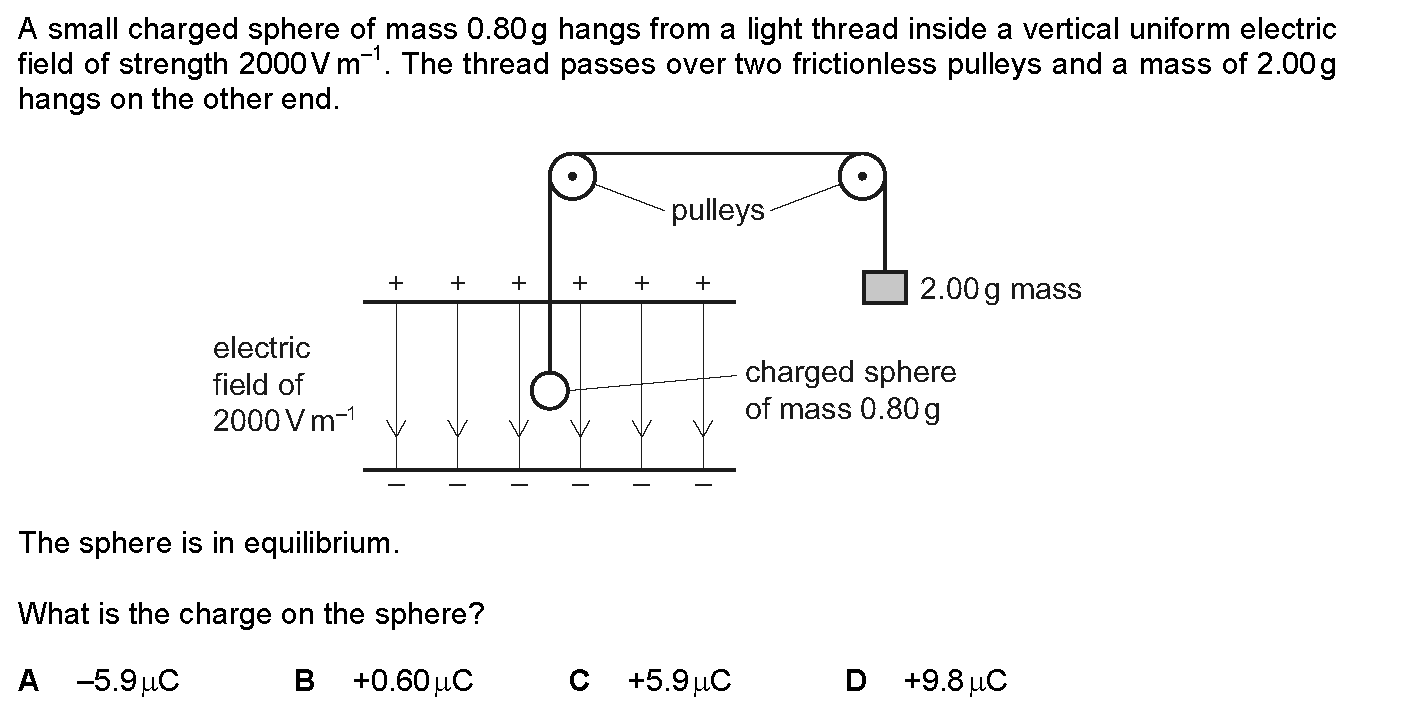 A small charged sphere of mass 0.80 g hangs from a light thread inside a vertical uniform electric
field of strength 2000 V m⁻¹. The thread passes over two frictionless pulleys and a mass of 2.00 g
hangs on the other end.
pulleys
+ + + + + +
2.00 g mass
electric
field of
2000 V m⁻¹
charged sphere
of mass 0.80 g
– – – – – –
The sphere is in equilibrium.
What is the charge on the sphere?
A –5.9 μC B +0.60 μC C +5.9 μC D +9.8 μC